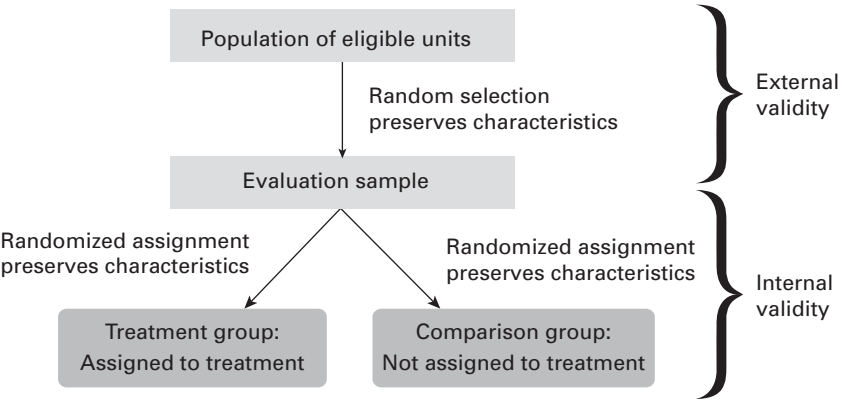 Population of eligible units
Random selection
preserves characteristics
External
validity
Evaluation sample
Randomized assignment
preserves characteristics
Randomized assignment
preserves characteristics
Internal
validity
Treatment group:
Assigned to treatment
Comparison group:
Not assigned to treatment